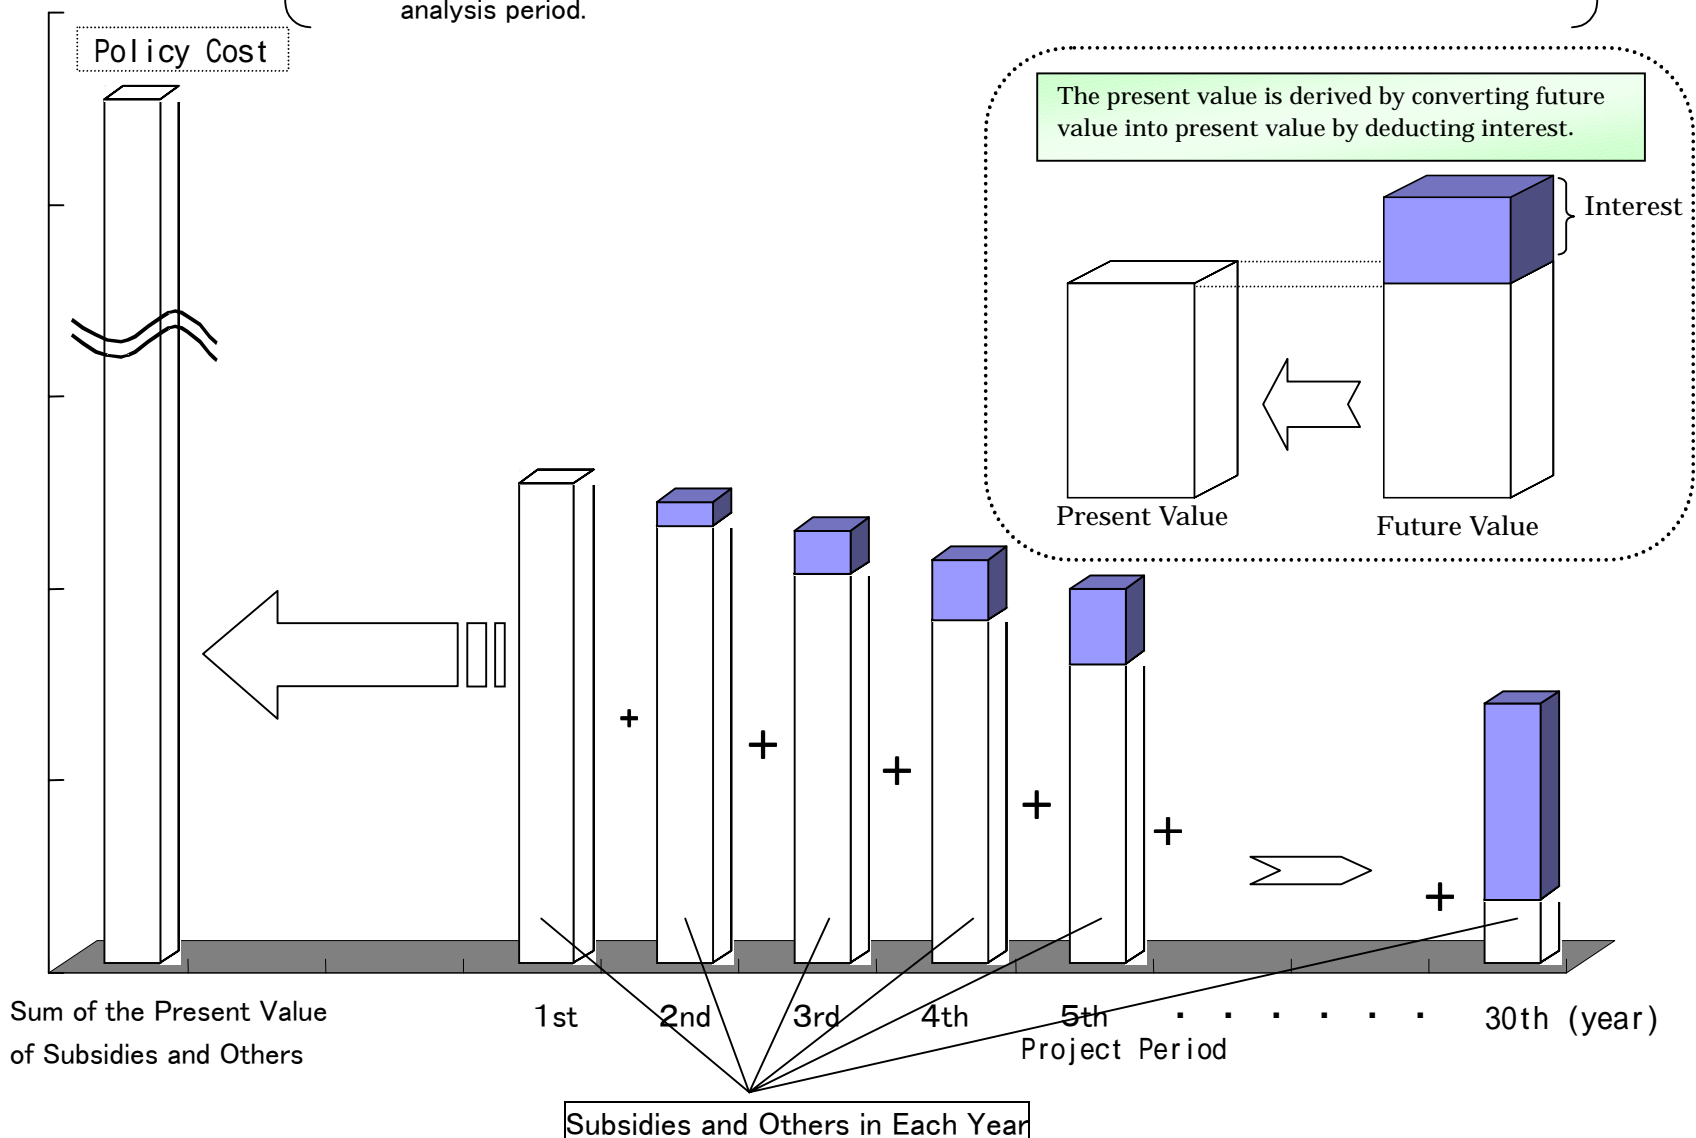 analysis period.
Policy Cost
The present value is derived by converting future
value into present value by deducting interest.
Interest
Present Value
Future Value
+
+
+
+
+
+
Sum of the Present Value
of Subsidies and Others
1st
2nd
3rd
4th
5th
· · · · · ·
30th (year)
Project Period
Subsidies and Others in Each Year